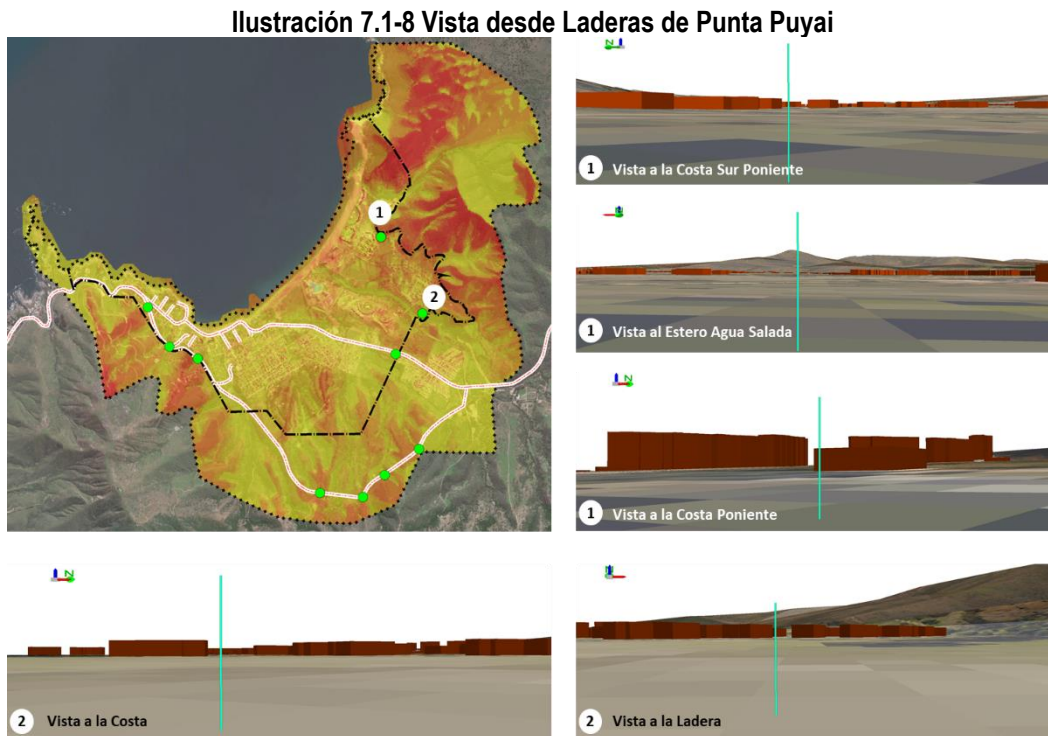 Ilustración 7.1-8 Vista desde Laderas de Punta Puyai
1
2
1 Vista a la Costa Sur Poniente
1 Vista al Estero Agua Salada
1 Vista a la Costa Poniente
2 Vista a la Costa
2 Vista a la Ladera